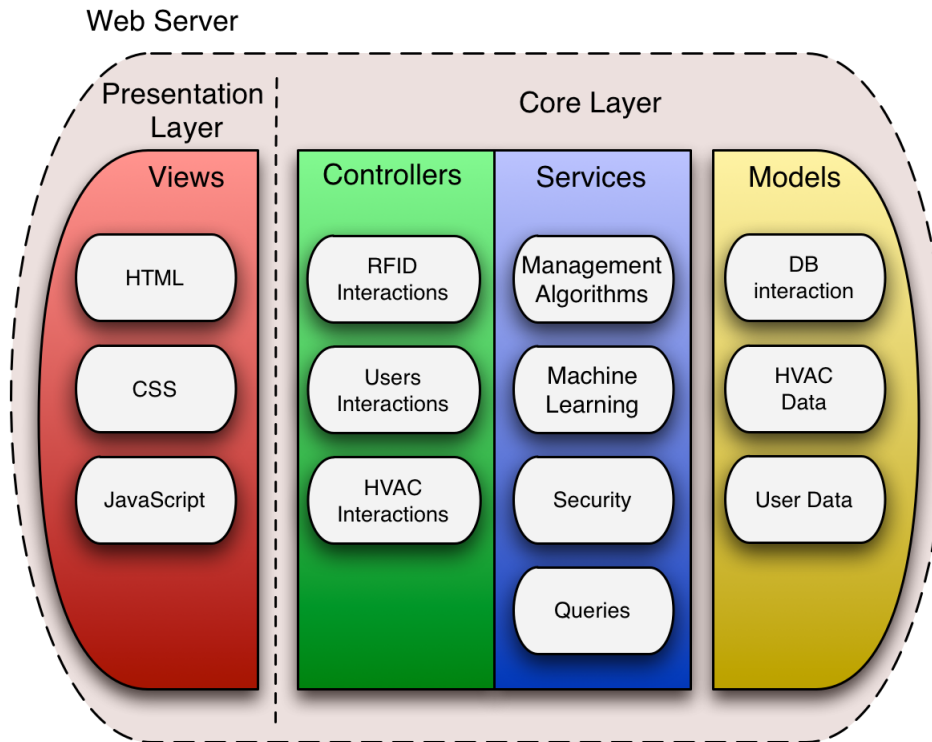 Web Server
Presentation
Layer
Core Layer
Views
HTML
CSS
JavaScript
Controllers
RFID
Interactions
Users
Interactions
HVAC
Interactions
Services
Management
Algorithms
Machine
Learning
Security
Queries
Models
DB
interaction
HVAC
Data
User Data